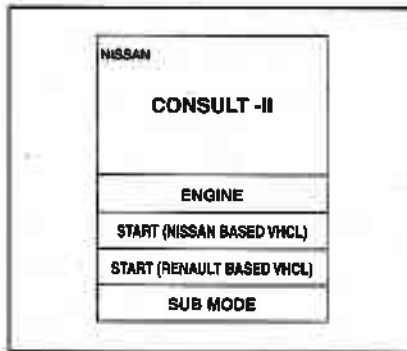 NISSAN
CONSULT -II
ENGINE
START (NISSAN BASED VHCL)
START (RENAULT BASED VHCL)
SUB MODE